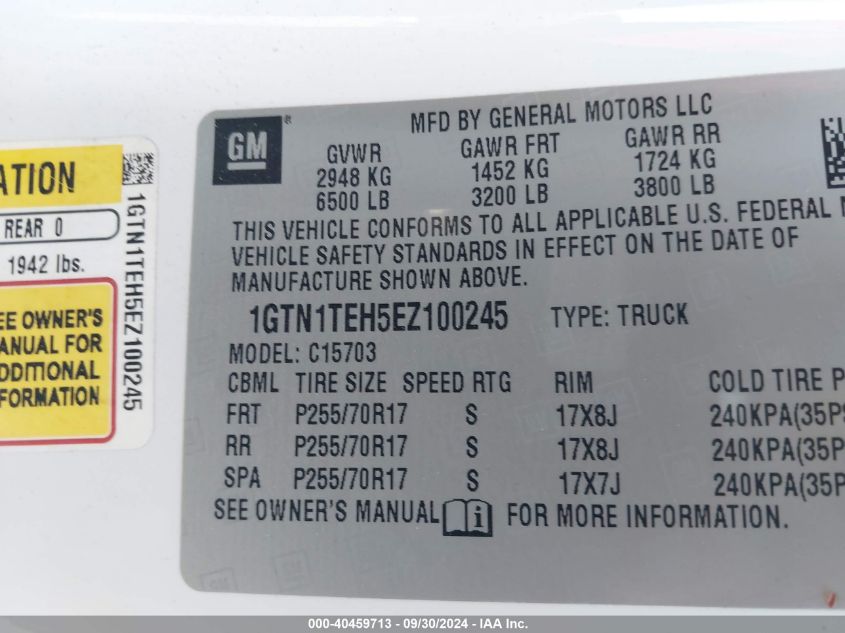 ATION
REAR 0
1942 lbs.
EE OWNER'S
ANUAL FOR
DDITIONAL
FORMATION
1GTN1TEH5EZ100245
GM ®
MFD BY GENERAL MOTORS LLC
GVWR GAWR FRT GAWR RR
2948 KG 1452 KG 1724 KG
6500 LB 3200 LB 3800 LB
THIS VEHICLE CONFORMS TO ALL APPLICABLE U.S. FEDERAL
VEHICLE SAFETY STANDARDS IN EFFECT ON THE DATE OF
MANUFACTURE SHOWN ABOVE.
1GTN1TEH5EZ100245 TYPE: TRUCK
MODEL: C15703
CBML TIRE SIZE SPEED RTG RIM COLD TIRE P
FRT P255/70R17 S 17X8J 240KPA(35PS
RR P255/70R17 S 17X8J 240KPA(35P
SPA P255/70R17 S 17X7J 240KPA(35P
SEE OWNER'S MANUAL i FOR MORE INFORMATION.
000-40459713 - 09/30/2024 - IAA Inc.